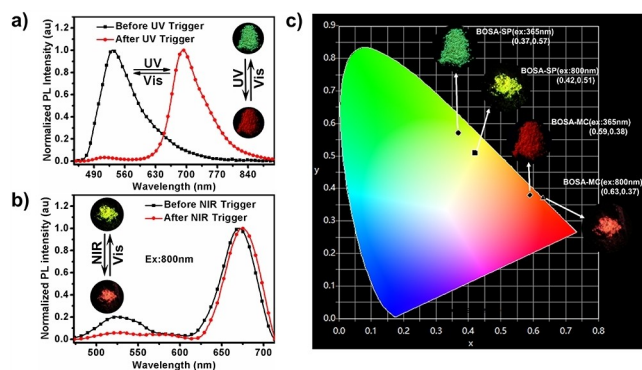 a)
Before UV Trigger
After UV Trigger
UV
Vis
UV
Vis
Normalized PL Intensity (au)
1.0
0.8
0.6
0.4
0.2
0.0
490 560 630 700 770 840
Wavelength (nm)
b)
Before NIR Trigger
After NIR Trigger
NIR
Vis
Ex:800nm
Normalized PL intensity (au)
1.0
0.8
0.6
0.4
0.2
0.0
500 550 600 650 700
Wavelength (nm)
c)
BOSA-SP(ex:365nm)
(0.37,0.57)
BOSA-SP(ex:800nm)
(0.42,0.51)
BOSA-MC(ex:365nm)
(0.59,0.38)
BOSA-MC(ex:800nm)
(0.63,0.37)
y
0.9
0.8
0.7
0.6
0.5
0.4
0.3
0.2
0.1
0.0
0.0 0.1 0.2 0.3 0.4 0.5 0.6 0.7 0.8
x